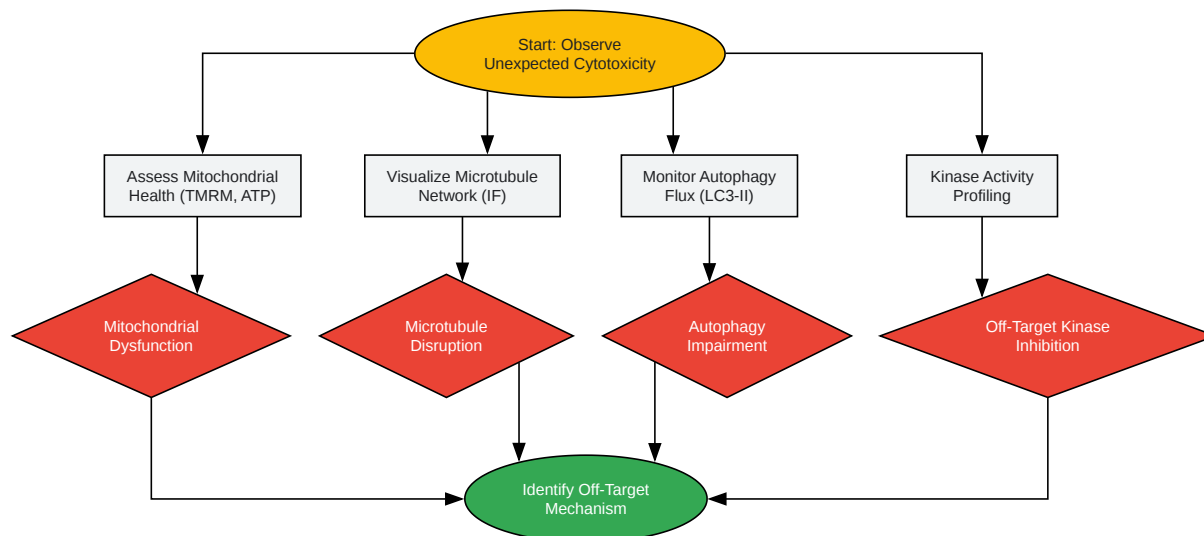 Start: Observe
Unexpected Cytotoxicity
Assess Mitochondrial
Health (TMRM, ATP)
Visualize Microtubule
Network (IF)
Monitor Autophagy
Flux (LC3-II)
Kinase Activity
Profiling
Mitochondrial
Dysfunction
Microtubule
Disruption
Autophagy
Impairment
Off-Target Kinase
Inhibition
Identify Off-Target
Mechanism